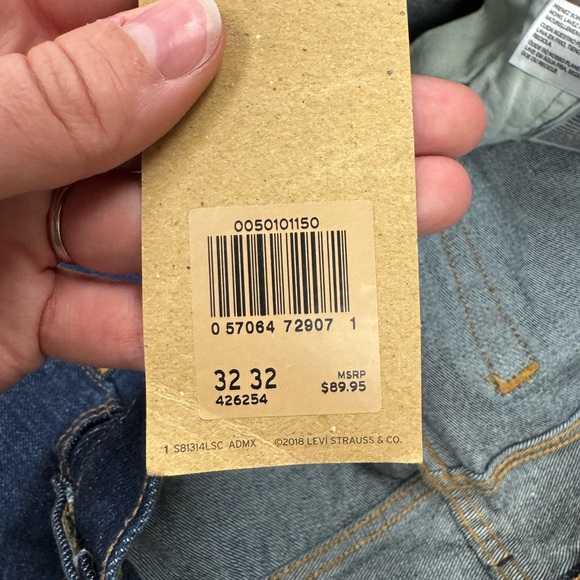 0050101150
0 57064 72907 1
32 32
426254
MSRP
$89.95
1 S81314LSC ADMX
©2018 LEVI STRAUSS & CO.